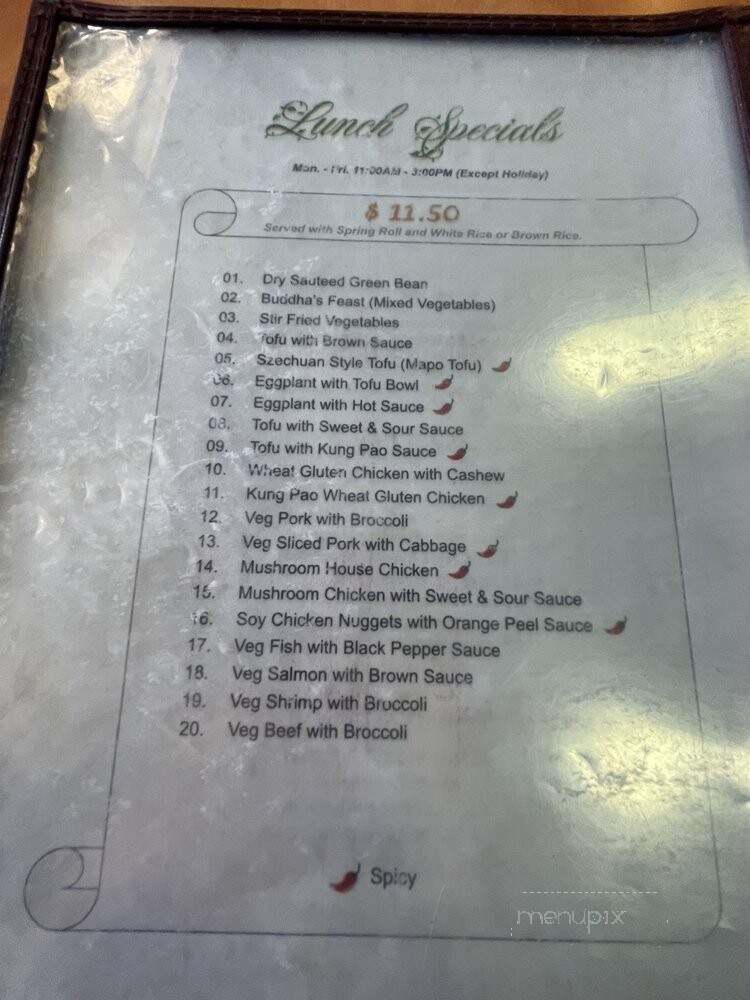 Lunch Specials
Mon. - Fri. 11:00AM - 3:00PM (Except Holiday)
$ 11.50
Served with Spring Roll and White Rice or Brown Rice.
01. Dry Sauteed Green Bean
02. Buddha's Feast (Mixed Vegetables)
03. Stir Fried Vegetables
04. Tofu with Brown Sauce
05. Szechuan Style Tofu (Mapo Tofu)
06. Eggplant with Tofu Bowl
07. Eggplant with Hot Sauce
08. Tofu with Sweet & Sour Sauce
09. Tofu with Kung Pao Sauce
10. Wheat Gluten Chicken with Cashew
11. Kung Pao Wheat Gluten Chicken
12. Veg Pork with Broccoli
13. Veg Sliced Pork with Cabbage
14. Mushroom House Chicken
15. Mushroom Chicken with Sweet & Sour Sauce
16. Soy Chicken Nuggets with Orange Peel Sauce
17. Veg Fish with Black Pepper Sauce
18. Veg Salmon with Brown Sauce
19. Veg Shrimp with Broccoli
20. Veg Beef with Broccoli
Spicy
menupix